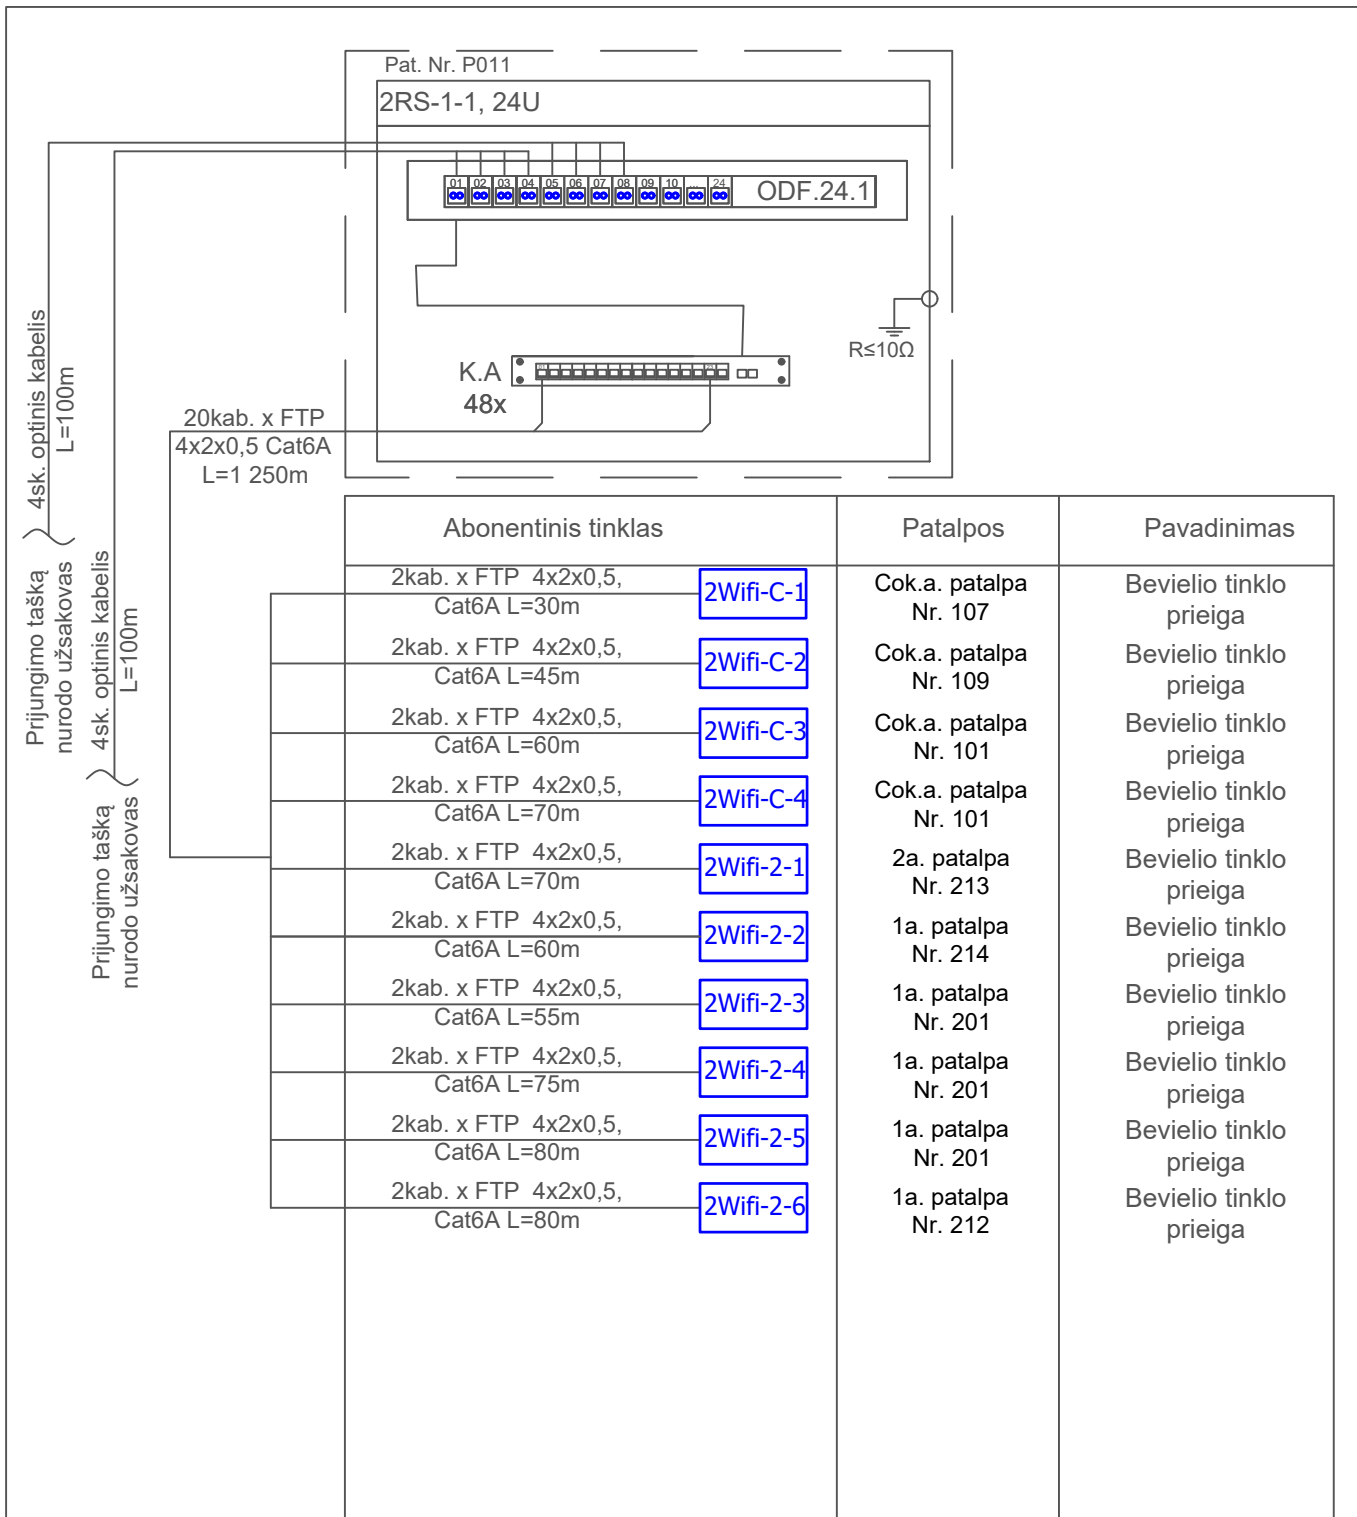 Pat. Nr. P011
2RS-1-1, 24U
01 02 03 04 05 06 07 08 09 10 ... 24
ODF.24.1
R≤10Ω
K.A
48x
20kab. x FTP
4x2x0,5 Cat6A
L=1 250m
4sk. optinis kabelis
L=100m
Prijungimo tašką
nurodo užsakovas
4sk. optinis kabelis
L=100m
Prijungimo tašką
nurodo užsakovas
Abonentinis tinklas
Patalpos
Pavadinimas
2kab. x FTP 4x2x0,5,
Cat6A L=30m
2Wifi-C-1
Cok.a. patalpa
Nr. 107
Bevielio tinklo
prieiga
2kab. x FTP 4x2x0,5,
Cat6A L=45m
2Wifi-C-2
Cok.a. patalpa
Nr. 109
Bevielio tinklo
prieiga
2kab. x FTP 4x2x0,5,
Cat6A L=60m
2Wifi-C-3
Cok.a. patalpa
Nr. 101
Bevielio tinklo
prieiga
2kab. x FTP 4x2x0,5,
Cat6A L=70m
2Wifi-C-4
Cok.a. patalpa
Nr. 101
Bevielio tinklo
prieiga
2kab. x FTP 4x2x0,5,
Cat6A L=70m
2Wifi-2-1
2a. patalpa
Nr. 213
Bevielio tinklo
prieiga
2kab. x FTP 4x2x0,5,
Cat6A L=60m
2Wifi-2-2
1a. patalpa
Nr. 214
Bevielio tinklo
prieiga
2kab. x FTP 4x2x0,5,
Cat6A L=55m
2Wifi-2-3
1a. patalpa
Nr. 201
Bevielio tinklo
prieiga
2kab. x FTP 4x2x0,5,
Cat6A L=75m
2Wifi-2-4
1a. patalpa
Nr. 201
Bevielio tinklo
prieiga
2kab. x FTP 4x2x0,5,
Cat6A L=80m
2Wifi-2-5
1a. patalpa
Nr. 201
Bevielio tinklo
prieiga
2kab. x FTP 4x2x0,5,
Cat6A L=80m
2Wifi-2-6
1a. patalpa
Nr. 212
Bevielio tinklo
prieiga